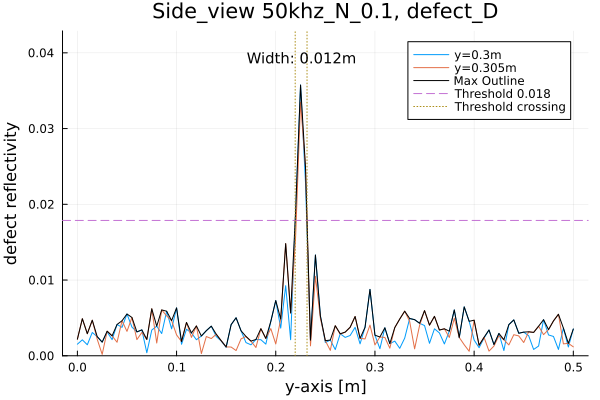 Side_view 50khz_N_0.1, defect_D
Width: 0.012m
y=0.3m
y=0.305m
Max Outline
Threshold 0.018
Threshold crossing
defect reflectivity
0.04
0.03
0.02
0.01
0.00
0.0
0.1
0.2
0.3
0.4
0.5
y-axis [m]